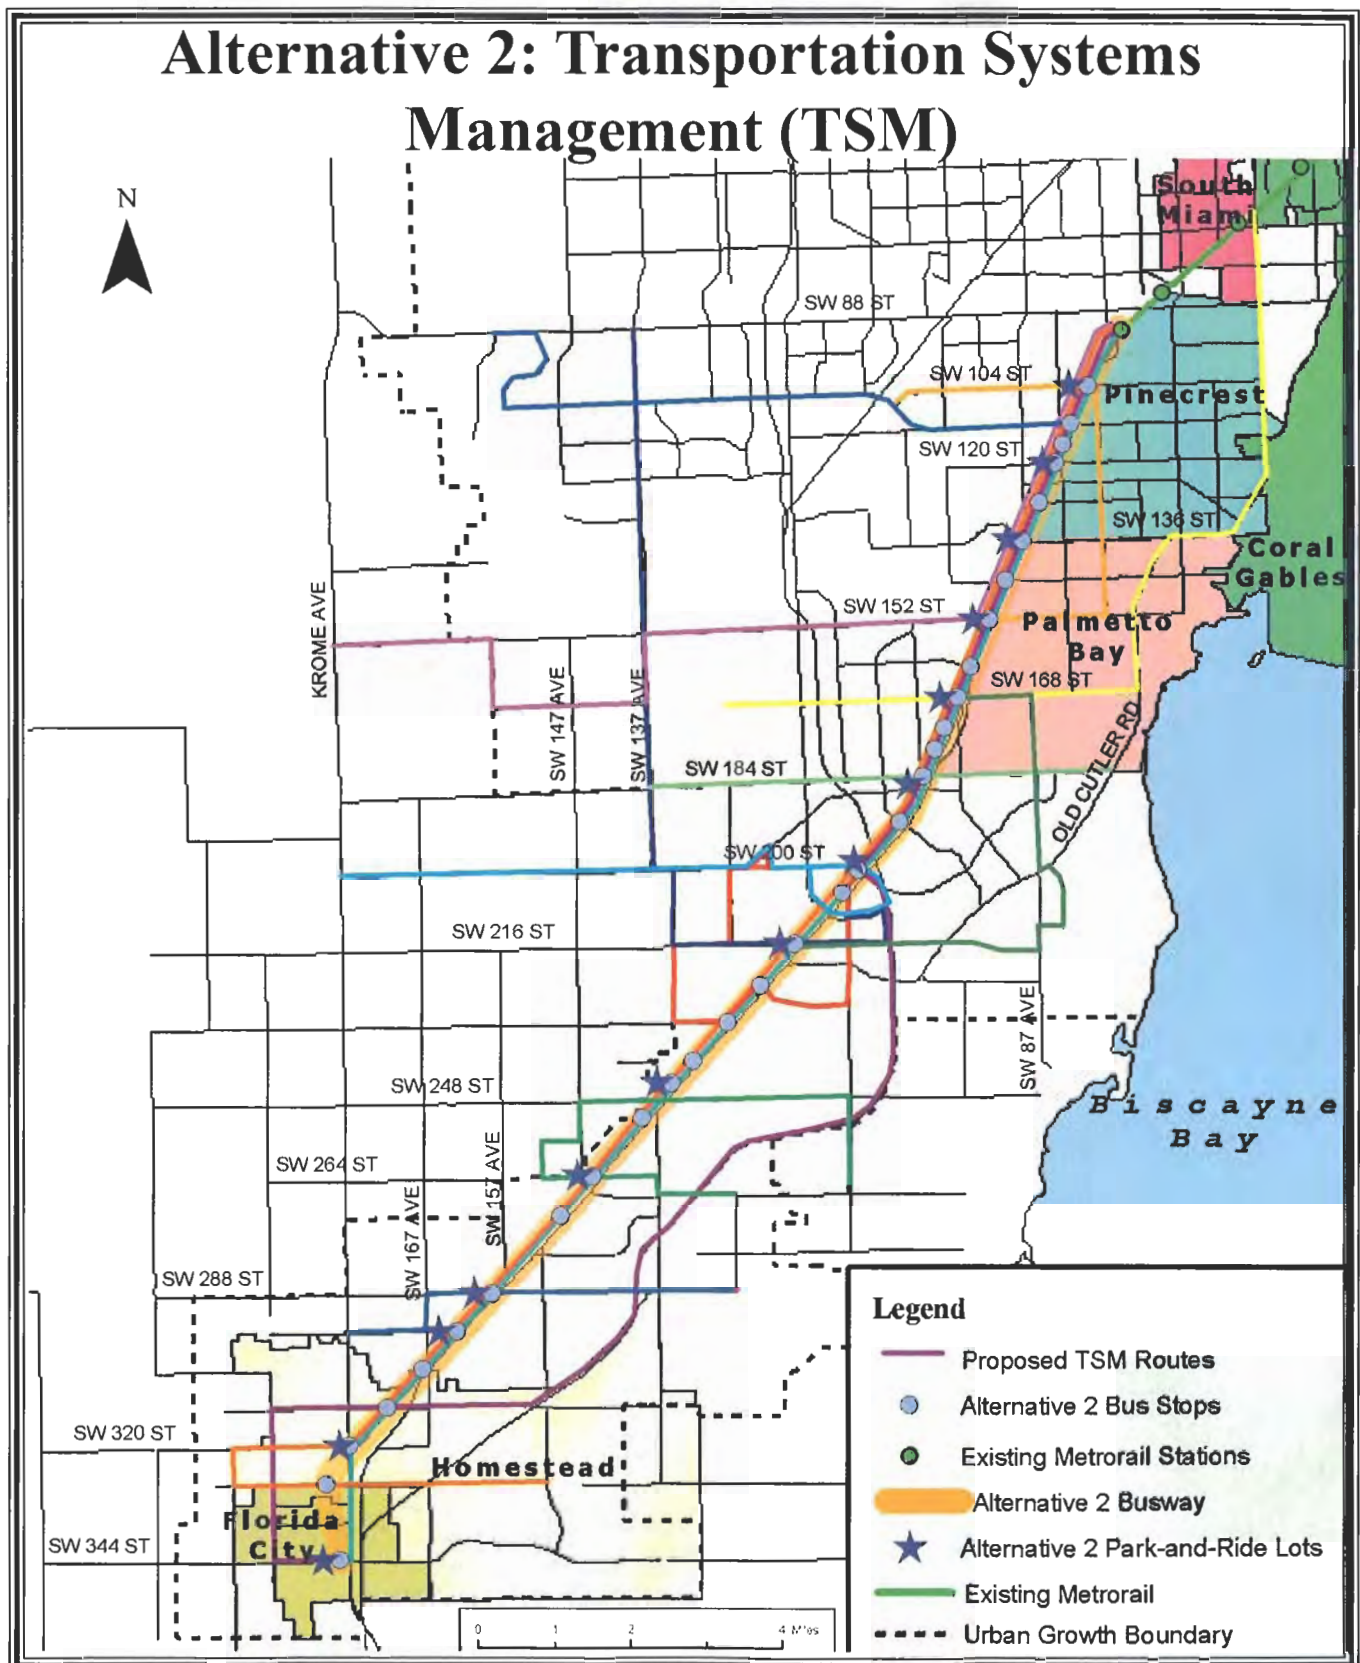 Alternative 2: Transportation Systems
Management (TSM)
N
South
Miami
SW 88 ST
SW 104 ST
Pinecrest
SW 120 ST
SW 136 ST
Coral
Gables
KROME AVE
SW 152 ST
Palmetto
Bay
SW 147 AVE
SW 137 AVE
SW 168 ST
SW 184 ST
OLD CUTLER RD
SW 200 ST
SW 216 ST
SW 87 AVE
SW 248 ST
Biscayne
Bay
SW 264 ST
SW 157 AVE
SW 167 AVE
SW 288 ST
SW 320 ST
Homestead
Florida
City
SW 344 ST
Legend
Proposed TSM Routes
Alternative 2 Bus Stops
Existing Metrorail Stations
Alternative 2 Busway
Alternative 2 Park-and-Ride Lots
Existing Metrorail
Urban Growth Boundary
0 1 2 4 Miles